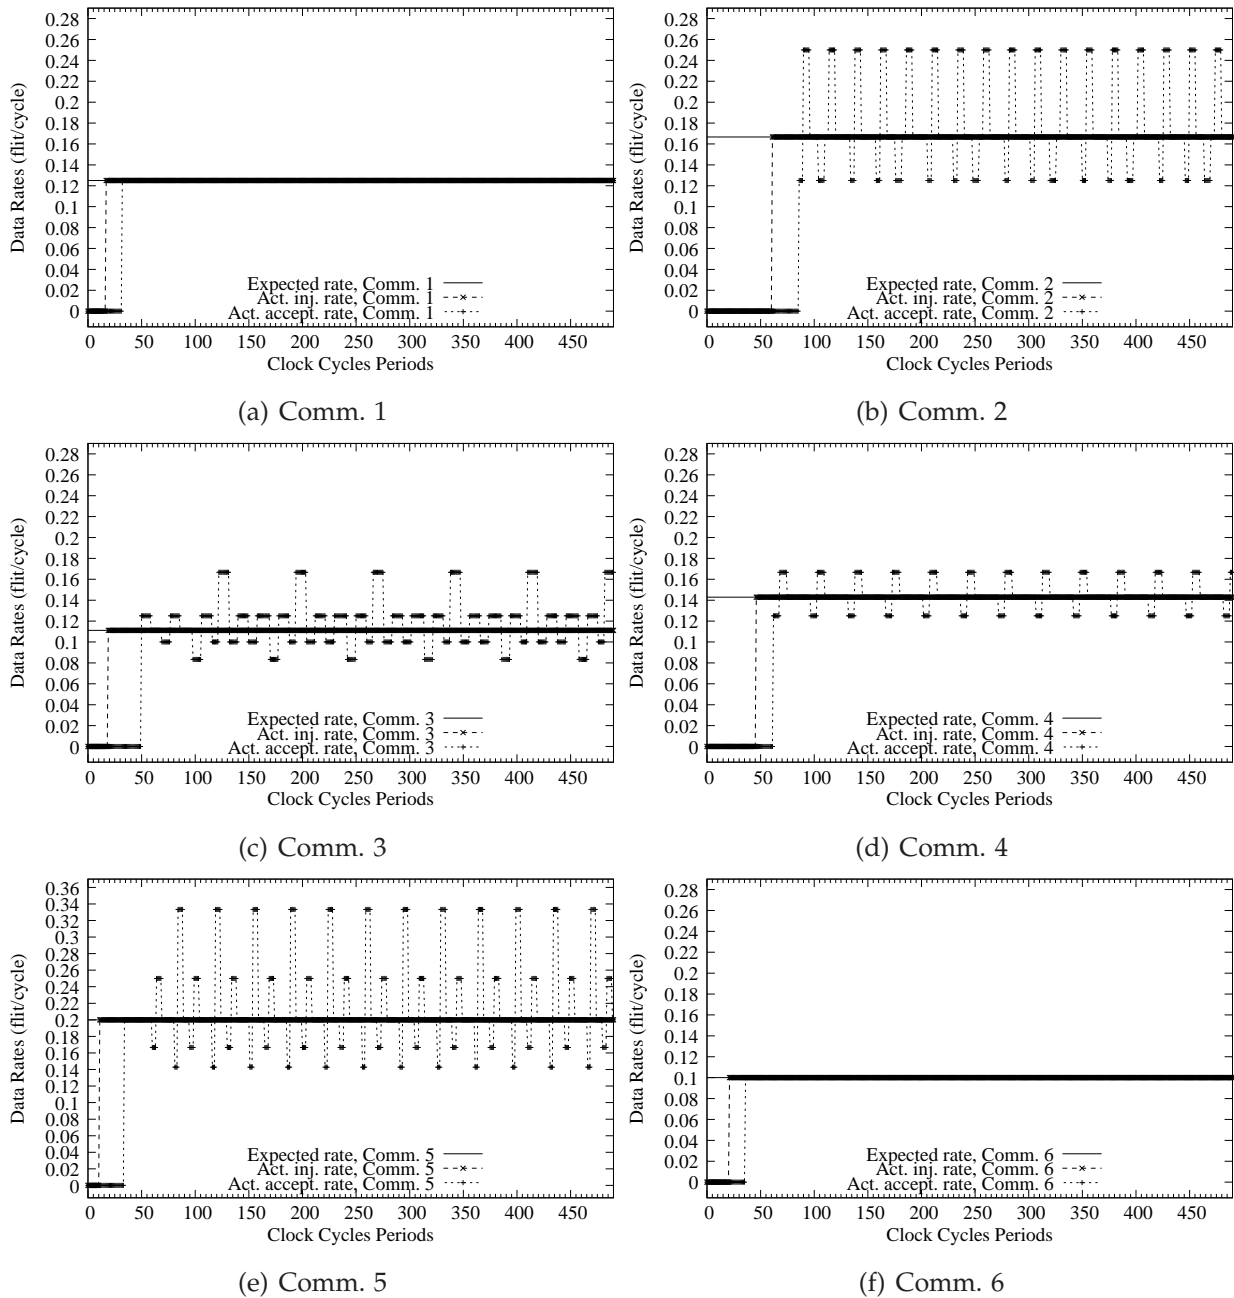 0.28
0.26
0.24
0.22
0.2
0.18
0.16
0.14
0.12
0.1
0.08
0.06
0.04
0.02
0
Data Rates (flit/cycle)
Expected rate, Comm. 1
Act. inj. rate, Comm. 1
Act. accept. rate, Comm. 1
0 50 100 150 200 250 300 350 400 450
Clock Cycles Periods
(a) Comm. 1
0.28
0.26
0.24
0.22
0.2
0.18
0.16
0.14
0.12
0.1
0.08
0.06
0.04
0.02
0
Data Rates (flit/cycle)
Expected rate, Comm. 2
Act. inj. rate, Comm. 2
Act. accept. rate, Comm. 2
0 50 100 150 200 250 300 350 400 450
Clock Cycles Periods
(b) Comm. 2
0.28
0.26
0.24
0.22
0.2
0.18
0.16
0.14
0.12
0.1
0.08
0.06
0.04
0.02
0
Data Rates (flit/cycle)
Expected rate, Comm. 3
Act. inj. rate, Comm. 3
Act. accept. rate, Comm. 3
0 50 100 150 200 250 300 350 400 450
Clock Cycles Periods
(c) Comm. 3
0.28
0.26
0.24
0.22
0.2
0.18
0.16
0.14
0.12
0.1
0.08
0.06
0.04
0.02
0
Data Rates (flit/cycle)
Expected rate, Comm. 4
Act. inj. rate, Comm. 4
Act. accept. rate, Comm. 4
0 50 100 150 200 250 300 350 400 450
Clock Cycles Periods
(d) Comm. 4
0.36
0.34
0.32
0.3
0.28
0.26
0.24
0.22
0.2
0.18
0.16
0.14
0.12
0.1
0.08
0.06
0.04
0.02
0
Data Rates (flit/cycle)
Expected rate, Comm. 5
Act. inj. rate, Comm. 5
Act. accept. rate, Comm. 5
0 50 100 150 200 250 300 350 400 450
Clock Cycles Periods
(e) Comm. 5
0.28
0.26
0.24
0.22
0.2
0.18
0.16
0.14
0.12
0.1
0.08
0.06
0.04
0.02
0
Data Rates (flit/cycle)
Expected rate, Comm. 6
Act. inj. rate, Comm. 6
Act. accept. rate, Comm. 6
0 50 100 150 200 250 300 350 400 450
Clock Cycles Periods
(f) Comm. 6